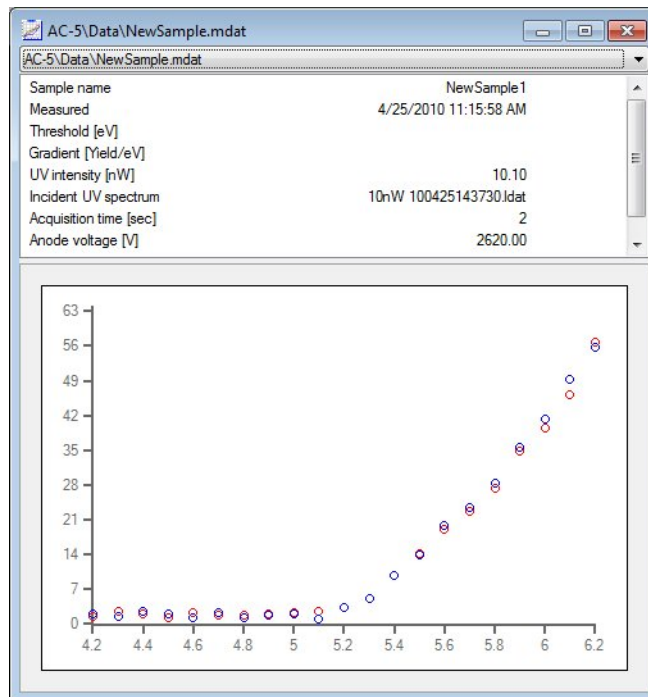 AC-5\Data\NewSample.mdat
AC-5\Data\NewSample.mdat
Sample name NewSample1
Measured 4/25/2010 11:15:58 AM
Threshold [eV]
Gradient [Yield/eV]
UV intensity [nW] 10.10
Incident UV spectrum 10nW 100425143730.ldat
Acquisition time [sec] 2
Anode voltage [V] 2620.00
63
56
49
42
35
28
21
14
7
0
4.2 4.4 4.6 4.8 5 5.2 5.4 5.6 5.8 6 6.2